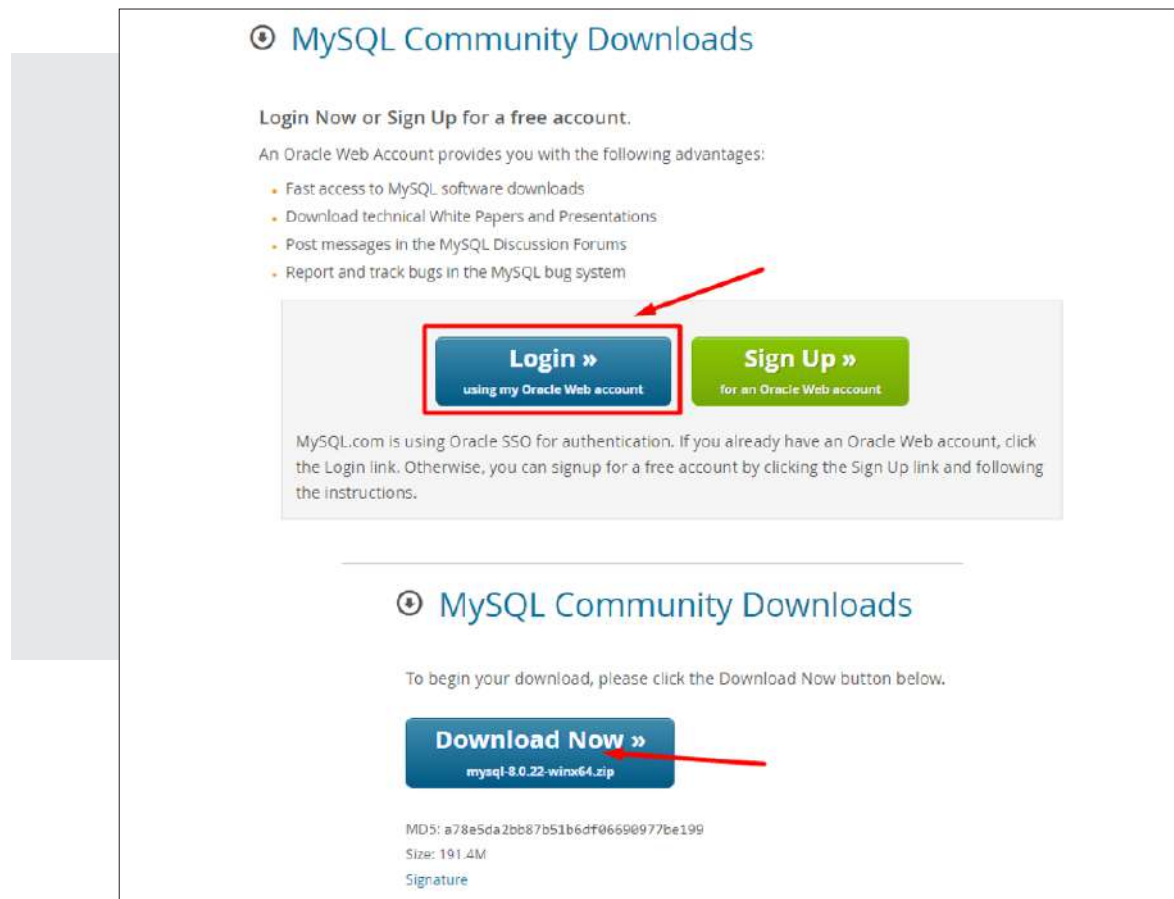 MySQL Community Downloads
Login Now or Sign Up for a free account.
An Oracle Web Account provides you with the following advantages:
Fast access to MySQL software downloads
Download technical White Papers and Presentations
Post messages in the MySQL Discussion Forums
Report and track bugs in the MySQL bug system
Login »
using my Oracle Web account
Sign Up »
for an Oracle Web account
MySQL.com is using Oracle SSO for authentication. If you already have an Oracle Web account, click
the Login link. Otherwise, you can signup for a free account by clicking the Sign Up link and following
the instructions.
MySQL Community Downloads
To begin your download, please click the Download Now button below.
Download Now »
mysql-8.0.22-winx64.zip
MD5: a78e5da2bb87b51b6df06690977be199
Size: 191.4M
Signature